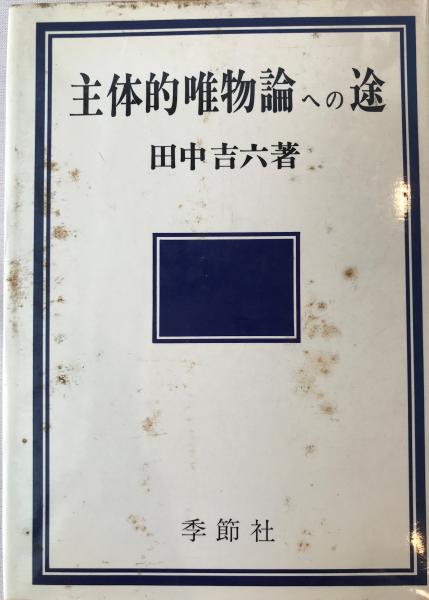 主体的唯物論への途
田中吉六著
季節社